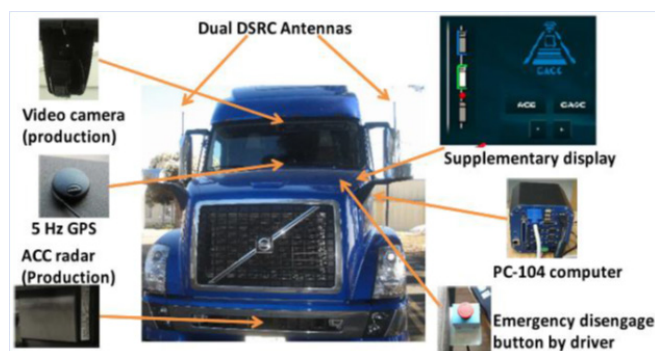 Dual DSRC Antennas
Video camera
(production)
CACC
ACC
CACC
Supplementary display
5 Hz GPS
ACC radar
(Production)
PC-104 computer
Emergency disengage
button by driver